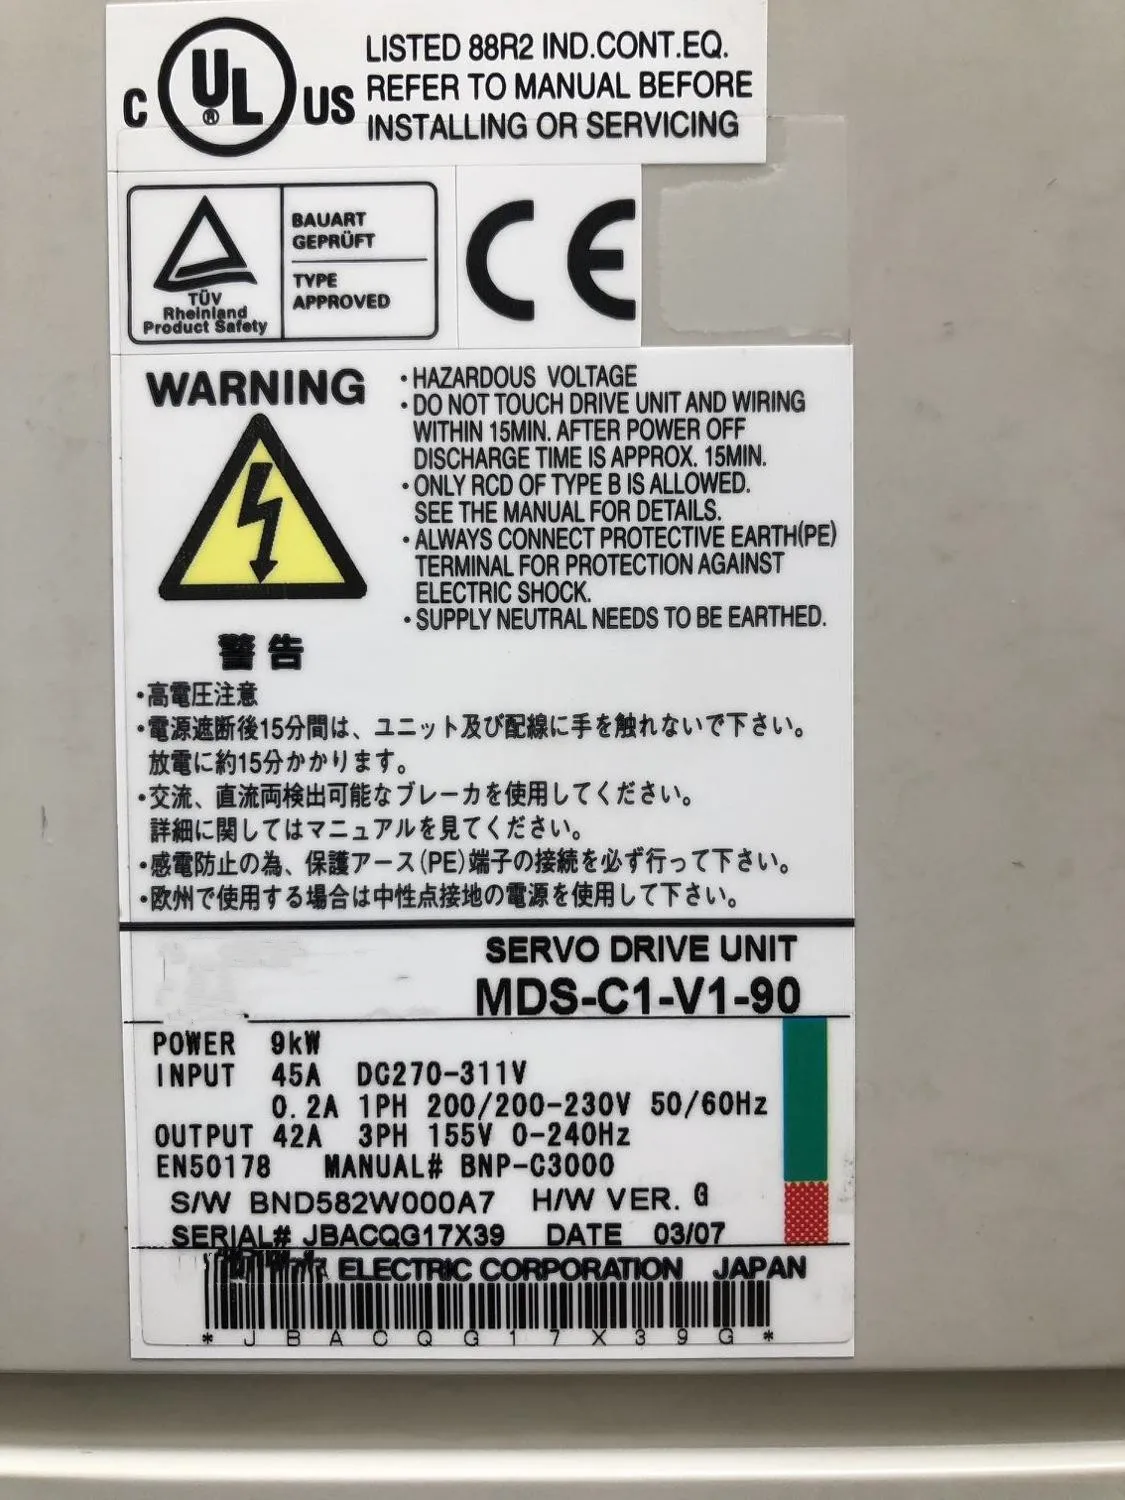 C UL ® US
LISTED 88R2 IND.CONT.EQ.
REFER TO MANUAL BEFORE
INSTALLING OR SERVICING
TÜV
Rheinland
Product Safety
BAUART
GEPRÜFT
TYPE
APPROVED
CE
WARNING
・HAZARDOUS VOLTAGE
・DO NOT TOUCH DRIVE UNIT AND WIRING
WITHIN 15MIN. AFTER POWER OFF
DISCHARGE TIME IS APPROX. 15MIN.
・ONLY RCD OF TYPE B IS ALLOWED.
SEE THE MANUAL FOR DETAILS.
・ALWAYS CONNECT PROTECTIVE EARTH(PE)
TERMINAL FOR PROTECTION AGAINST
ELECTRIC SHOCK.
・SUPPLY NEUTRAL NEEDS TO BE EARTHED.
警告
・高電圧注意
・電源遮断後15分間は、ユニット及び配線に手を触れないで下さい。
放電に約15分かかります。
・交流、直流両検出可能なブレーカを使用してください。
詳細に関してはマニュアルを見てください。
・感電防止の為、保護アース(PE)端子の接続を必ず行って下さい。
・欧州で使用する場合は中性点接地の電源を使用して下さい。
SERVO DRIVE UNIT
MDS-C1-V1-90
POWER 9kW
INPUT 45A DC270-311V
0.2A 1PH 200/200-230V 50/60Hz
OUTPUT 42A 3PH 155V 0-240Hz
EN50178 MANUAL# BNP-C3000
S/W BND582W000A7 H/W VER. G
SERIAL# JBACQG17X39 DATE 03/07
ELECTRIC CORPORATION JAPAN
* J B A C Q G 1 7 X 3 9 G *